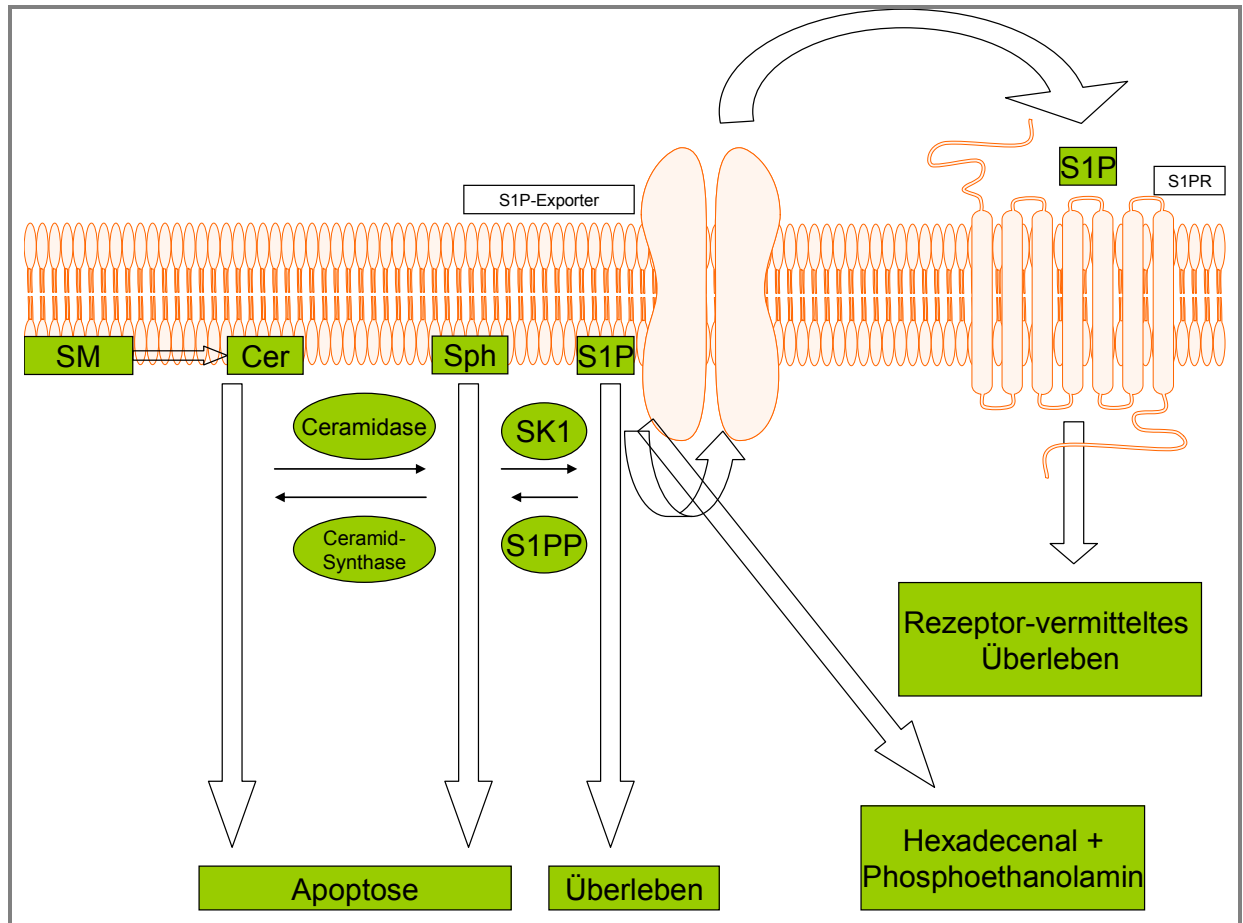 S1P
S1PR
S1P-Exporter
SM
Cer
Sph
S1P
Ceramidase
SK1
Ceramid-
Synthase
S1PP
Rezeptor-vermitteltes
Überleben
Hexadecenal +
Phosphoethanolamin
Apoptose
Überleben